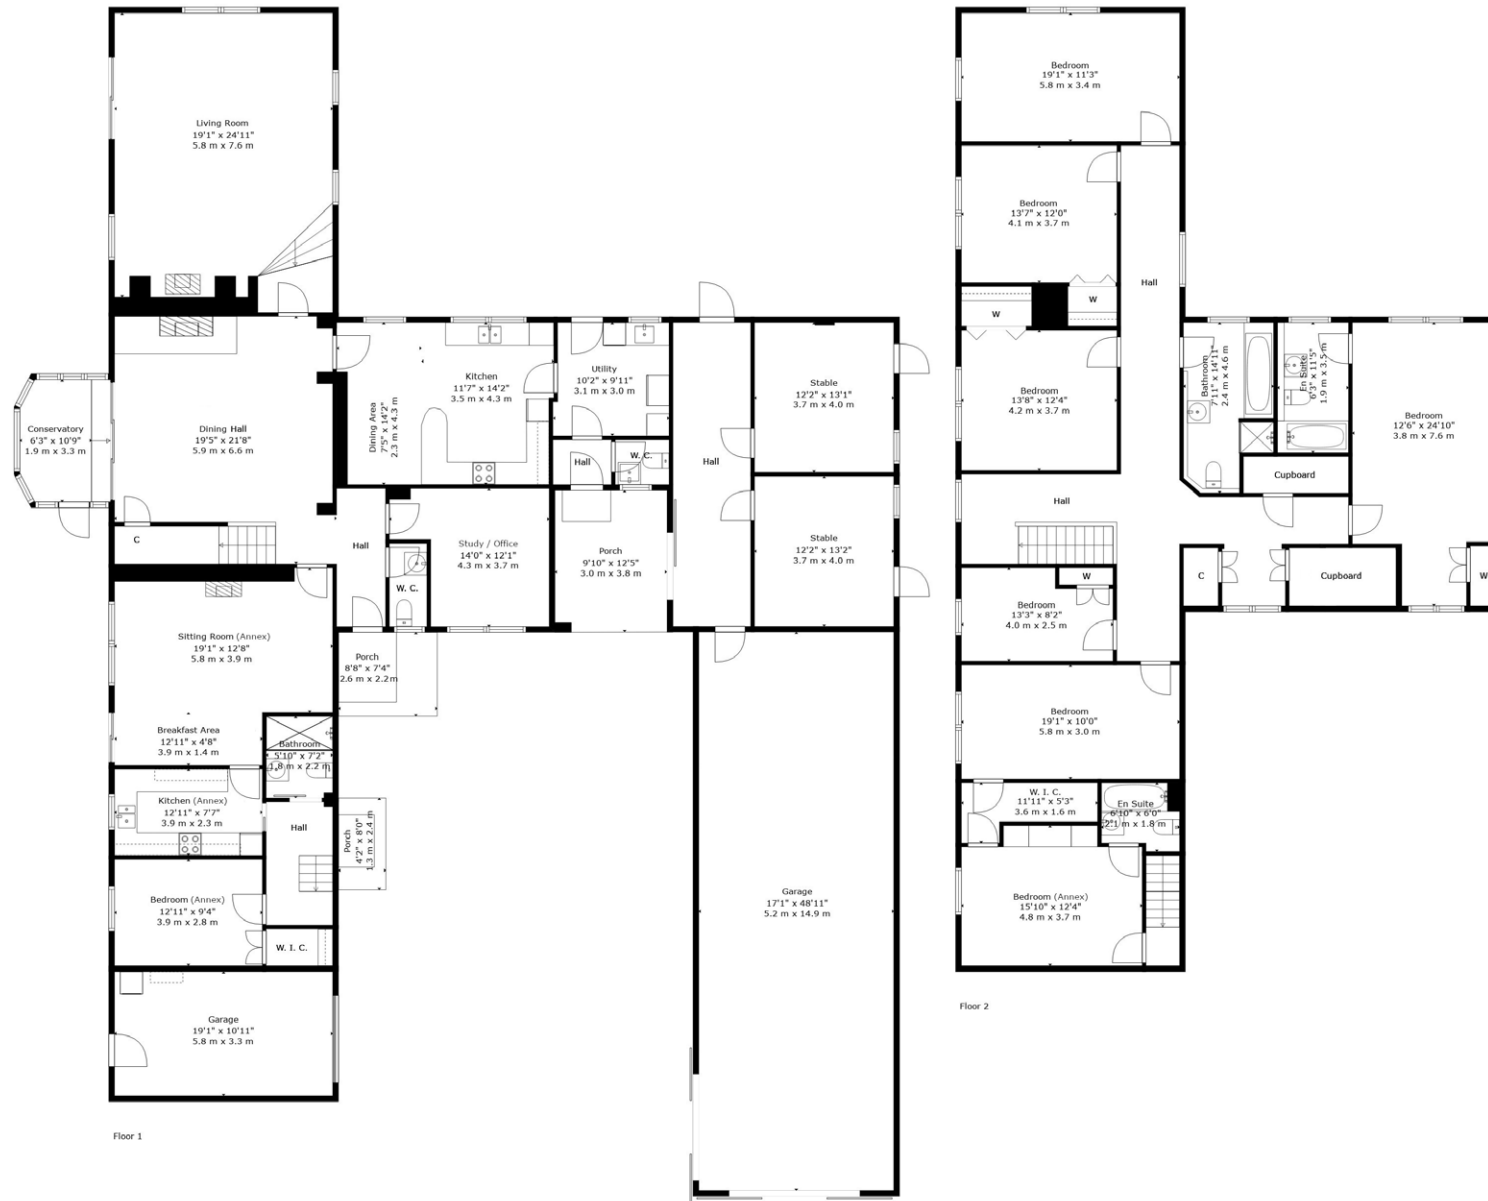 Living Room
19'1" x 24'11"
5.8 m x 7.6 m
Conservatory
6'3" x 10'9"
1.9 m x 3.3 m
Dining Hall
19'5" x 21'8"
5.9 m x 6.6 m
C
Dining Area
7'5" x 14'2"
2.3 m x 4.3 m
Kitchen
11'7" x 14'2"
3.5 m x 4.3 m
Utility
10'2" x 9'11"
3.1 m x 3.0 m
Hall
W. C.
Hall
Stable
12'2" x 13'1"
3.7 m x 4.0 m
Stable
12'2" x 13'2"
3.7 m x 4.0 m
Hall
W. C.
Study / Office
14'0" x 12'1"
4.3 m x 3.7 m
Porch
9'10" x 12'5"
3.0 m x 3.8 m
Sitting Room (Annex)
19'1" x 12'8"
5.8 m x 3.9 m
Porch
8'8" x 7'4"
2.6 m x 2.2m
Breakfast Area
12'11" x 4'8"
3.9 m x 1.4 m
Bathroom
5'10" x 7'2"
1.8 m x 2.2 m
Kitchen (Annex)
12'11" x 7'7"
3.9 m x 2.3 m
Hall
Porch
4'2" x 8'0"
1.3 m x 2.4 m
Bedroom (Annex)
12'11" x 9'4"
3.9 m x 2.8 m
W. I. C.
Garage
17'1" x 48'11"
5.2 m x 14.9 m
Garage
19'1" x 10'11"
5.8 m x 3.3 m
Floor 1
Bedroom
19'1" x 11'3"
5.8 m x 3.4 m
Bedroom
13'7" x 12'0"
4.1 m x 3.7 m
Hall
W
W
Bedroom
13'8" x 12'4"
4.2 m x 3.7 m
Bathroom
7'11" x 14'11"
2.4 m x 4.6 m
En Suite
6'3" x 11'5"
1.9 m x 3.5 m
Bedroom
12'6" x 24'10"
3.8 m x 7.6 m
Cupboard
Hall
C
Cupboard
W
W
Bedroom
13'3" x 8'2"
4.0 m x 2.5 m
Bedroom
19'1" x 10'0"
5.8 m x 3.0 m
W. I. C.
11'11" x 5'3"
3.6 m x 1.6 m
En Suite
6'10" x 6'0"
2.1 m x 1.8 m
Bedroom (Annex)
15'10" x 12'4"
4.8 m x 3.7 m
Floor 2